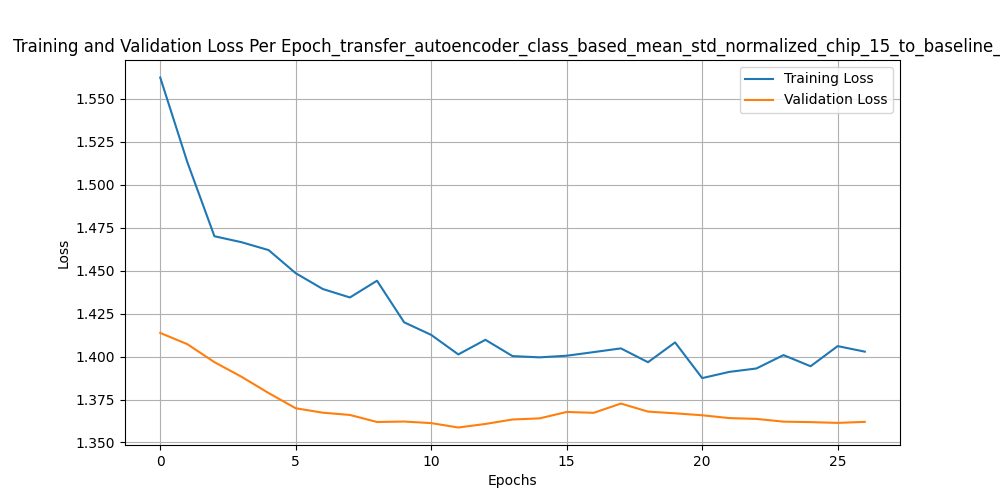 Training and Validation Loss Per Epoch_transfer_autoencoder_class_based_mean_std_normalized_chip_15_to_baseline_
Training Loss
Validation Loss
1.550
1.525
1.500
1.475
1.450
1.425
1.400
1.375
1.350
Loss
0 5 10 15 20 25
Epochs